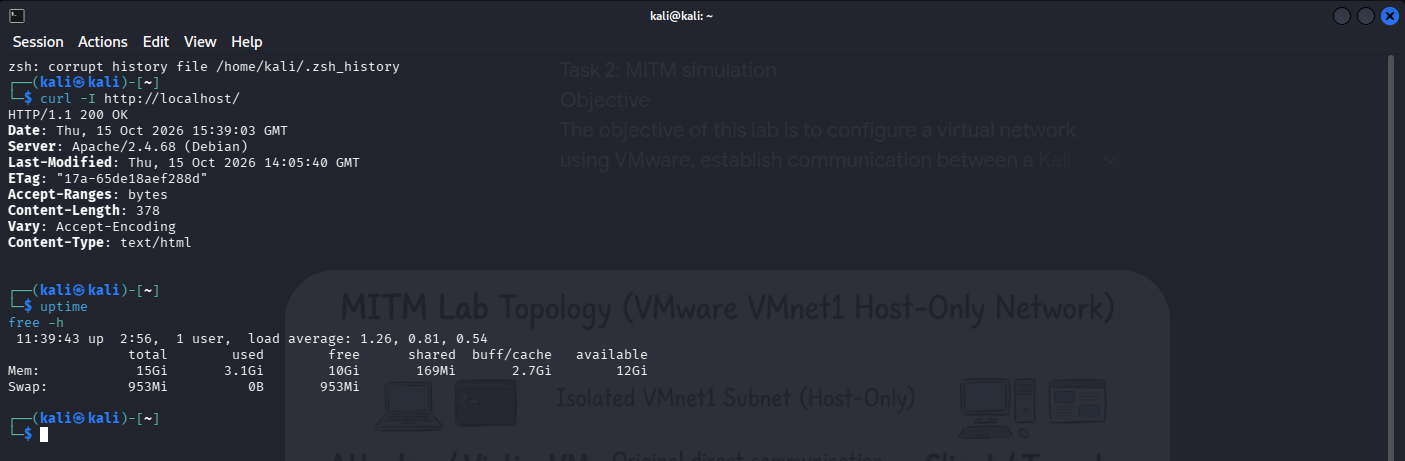 kali@kali: ~
Session Actions Edit View Help
zsh: corrupt history file /home/kali/.zsh_history
┌──(kali㉿kali)-[~]
└─$ curl -I http://localhost/
HTTP/1.1 200 OK
Date: Thu, 15 Oct 2026 15:39:03 GMT
Server: Apache/2.4.68 (Debian)
Last-Modified: Thu, 15 Oct 2026 14:05:40 GMT
ETag: "17a-65de18aef288d"
Accept-Ranges: bytes
Content-Length: 378
Vary: Accept-Encoding
Content-Type: text/html
┌──(kali㉿kali)-[~]
└─$ uptime
free -h
 11:39:43 up  2:56,  1 user,  load average: 1.26, 0.81, 0.54
               total        used        free      shared  buff/cache   available
Mem:            15Gi       3.1Gi        10Gi       169Mi       2.7Gi        12Gi
Swap:          953Mi          0B       953Mi
┌──(kali㉿kali)-[~]
└─$
Task 2: MITM simulation
Objective
The objective of this lab is to configure a virtual network
using VMware, establish communication between a Kali
MITM Lab Topology (VMware VMnet1 Host-Only Network)
Isolated VMnet1 Subnet (Host-Only)
Original direct communication